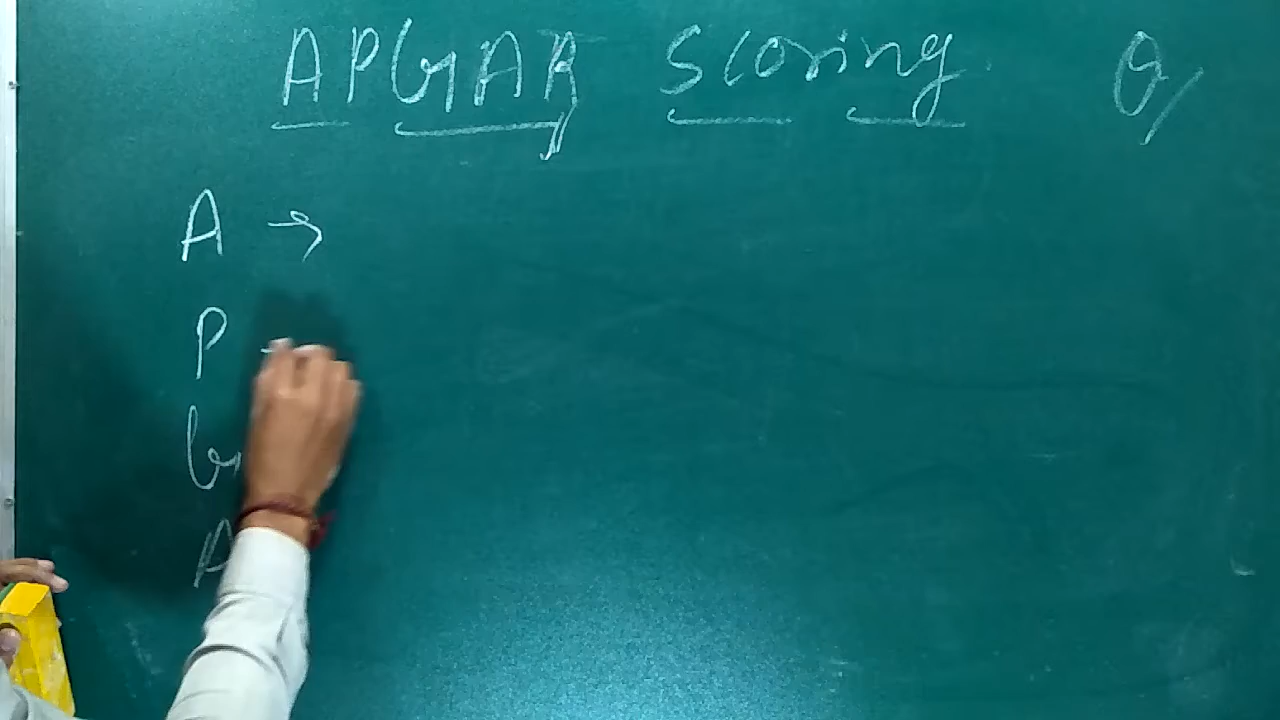 APGAR Scoring
A →
P -
G
A